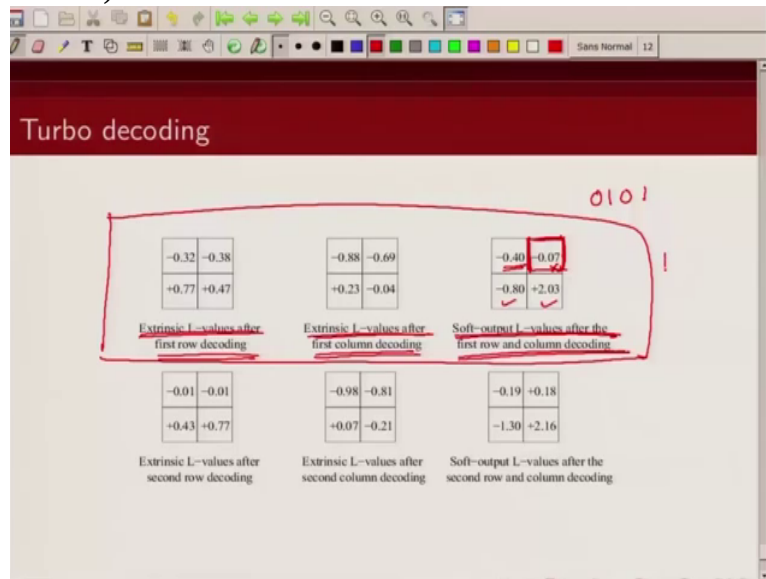 Sans Normal 12
Turbo decoding
0101
-0.32 -0.38
+0.77 +0.47
Extrinsic L-values after
first row decoding
-0.88 -0.69
+0.23 -0.04
Extrinsic L-values after
first column decoding
-0.40 -0.07
-0.80 +2.03
Soft-output L-values after the
first row and column decoding
!
-0.01 -0.01
+0.43 +0.77
Extrinsic L-values after
second row decoding
-0.98 -0.81
+0.07 -0.21
Extrinsic L-values after
second column decoding
-0.19 +0.18
-1.30 +2.16
Soft-output L-values after the
second row and column decoding